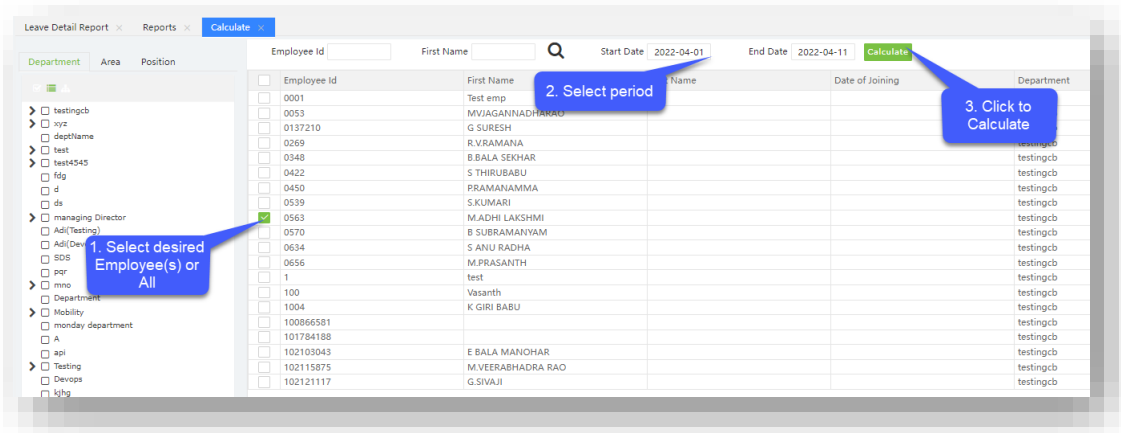 Leave Detail Report × Reports × Calculate ×
Employee Id First Name Start Date 2022-04-01 End Date 2022-04-11 Calculate
Department Area Position
2. Select period
3. Click to
Calculate
1. Select desired
Employee(s) or
All
testingcb
xyz
deptName
test
test4545
fdg
d
ds
managing Director
Adi(Testing)
Adi(Dev
SDS
pqr
mno
Department
Mobility
monday department
A
api
Testing
Devops
kjhg
Employee Id First Name Name Date of Joining Department
0001 Test emp
0053 MVJAGANNADHARAO
0137210 G SURESH
0269 R.V.RAMANA testingcb
0348 B.BALA SEKHAR testingcb
0422 S THIRUBABU testingcb
0450 P.RAMANAMMA testingcb
0539 S.KUMARI testingcb
0563 M.ADHI LAKSHMI testingcb
0570 B SUBRAMANYAM testingcb
0634 S ANU RADHA testingcb
0656 M.PRASANTH testingcb
1 test testingcb
100 Vasanth testingcb
1004 K GIRI BABU testingcb
100866581 testingcb
101784188 testingcb
102103043 E BALA MANOHAR testingcb
102115875 M.VEERABHADRA RAO testingcb
102121117 G.SIVAJI testingcb